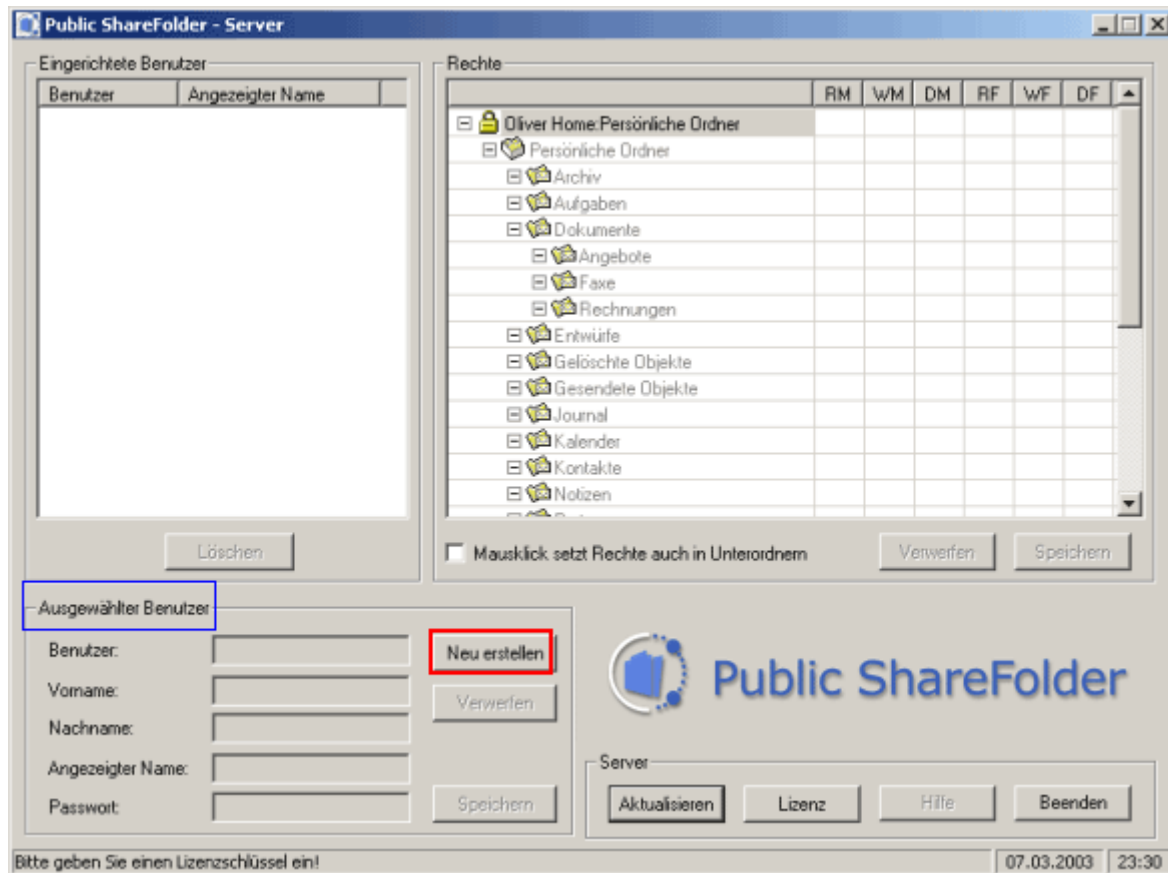 Public ShareFolder - Server
Eingerichtete Benutzer
Benutzer Angezeigter Name
Löschen
Rechte
RM WM DM RF WF DF
Oliver Home:Persönliche Ordner
Persönliche Ordner
Archiv
Aufgaben
Dokumente
Angebote
Faxe
Rechnungen
Entwürfe
Gelöschte Objekte
Gesendete Objekte
Journal
Kalender
Kontakte
Notizen
Mausklick setzt Rechte auch in Unterordnern Verwerfen Speichern
Ausgewählter Benutzer
Benutzer: Neu erstellen
Vorname: Verwerfen
Nachname:
Angezeigter Name:
Passwort: Speichern
Public ShareFolder
Server
Aktualisieren Lizenz Hilfe Beenden
Bitte geben Sie einen Lizenzschlüssel ein! 07.03.2003 23:30